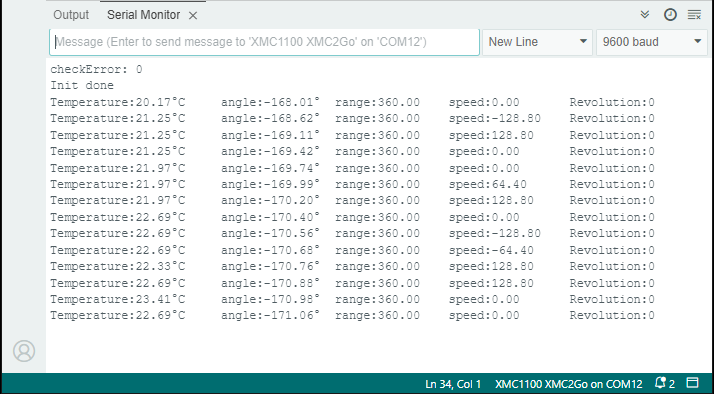 Output Serial Monitor ×
Message (Enter to send message to 'XMC1100 XMC2Go' on 'COM12') New Line 9600 baud
checkError: 0
Init done
Temperature:20.17°C angle:-168.01° range:360.00 speed:0.00 Revolution:0
Temperature:21.25°C angle:-168.62° range:360.00 speed:-128.80 Revolution:0
Temperature:21.25°C angle:-169.11° range:360.00 speed:128.80 Revolution:0
Temperature:21.25°C angle:-169.42° range:360.00 speed:0.00 Revolution:0
Temperature:21.97°C angle:-169.74° range:360.00 speed:0.00 Revolution:0
Temperature:21.97°C angle:-169.99° range:360.00 speed:64.40 Revolution:0
Temperature:21.97°C angle:-170.20° range:360.00 speed:128.80 Revolution:0
Temperature:22.69°C angle:-170.40° range:360.00 speed:0.00 Revolution:0
Temperature:22.69°C angle:-170.56° range:360.00 speed:-128.80 Revolution:0
Temperature:22.69°C angle:-170.68° range:360.00 speed:-64.40 Revolution:0
Temperature:22.33°C angle:-170.76° range:360.00 speed:128.80 Revolution:0
Temperature:22.69°C angle:-170.88° range:360.00 speed:128.80 Revolution:0
Temperature:23.41°C angle:-170.98° range:360.00 speed:0.00 Revolution:0
Temperature:22.69°C angle:-171.06° range:360.00 speed:0.00 Revolution:0
Ln 34, Col 1 XMC1100 XMC2Go on COM12 2